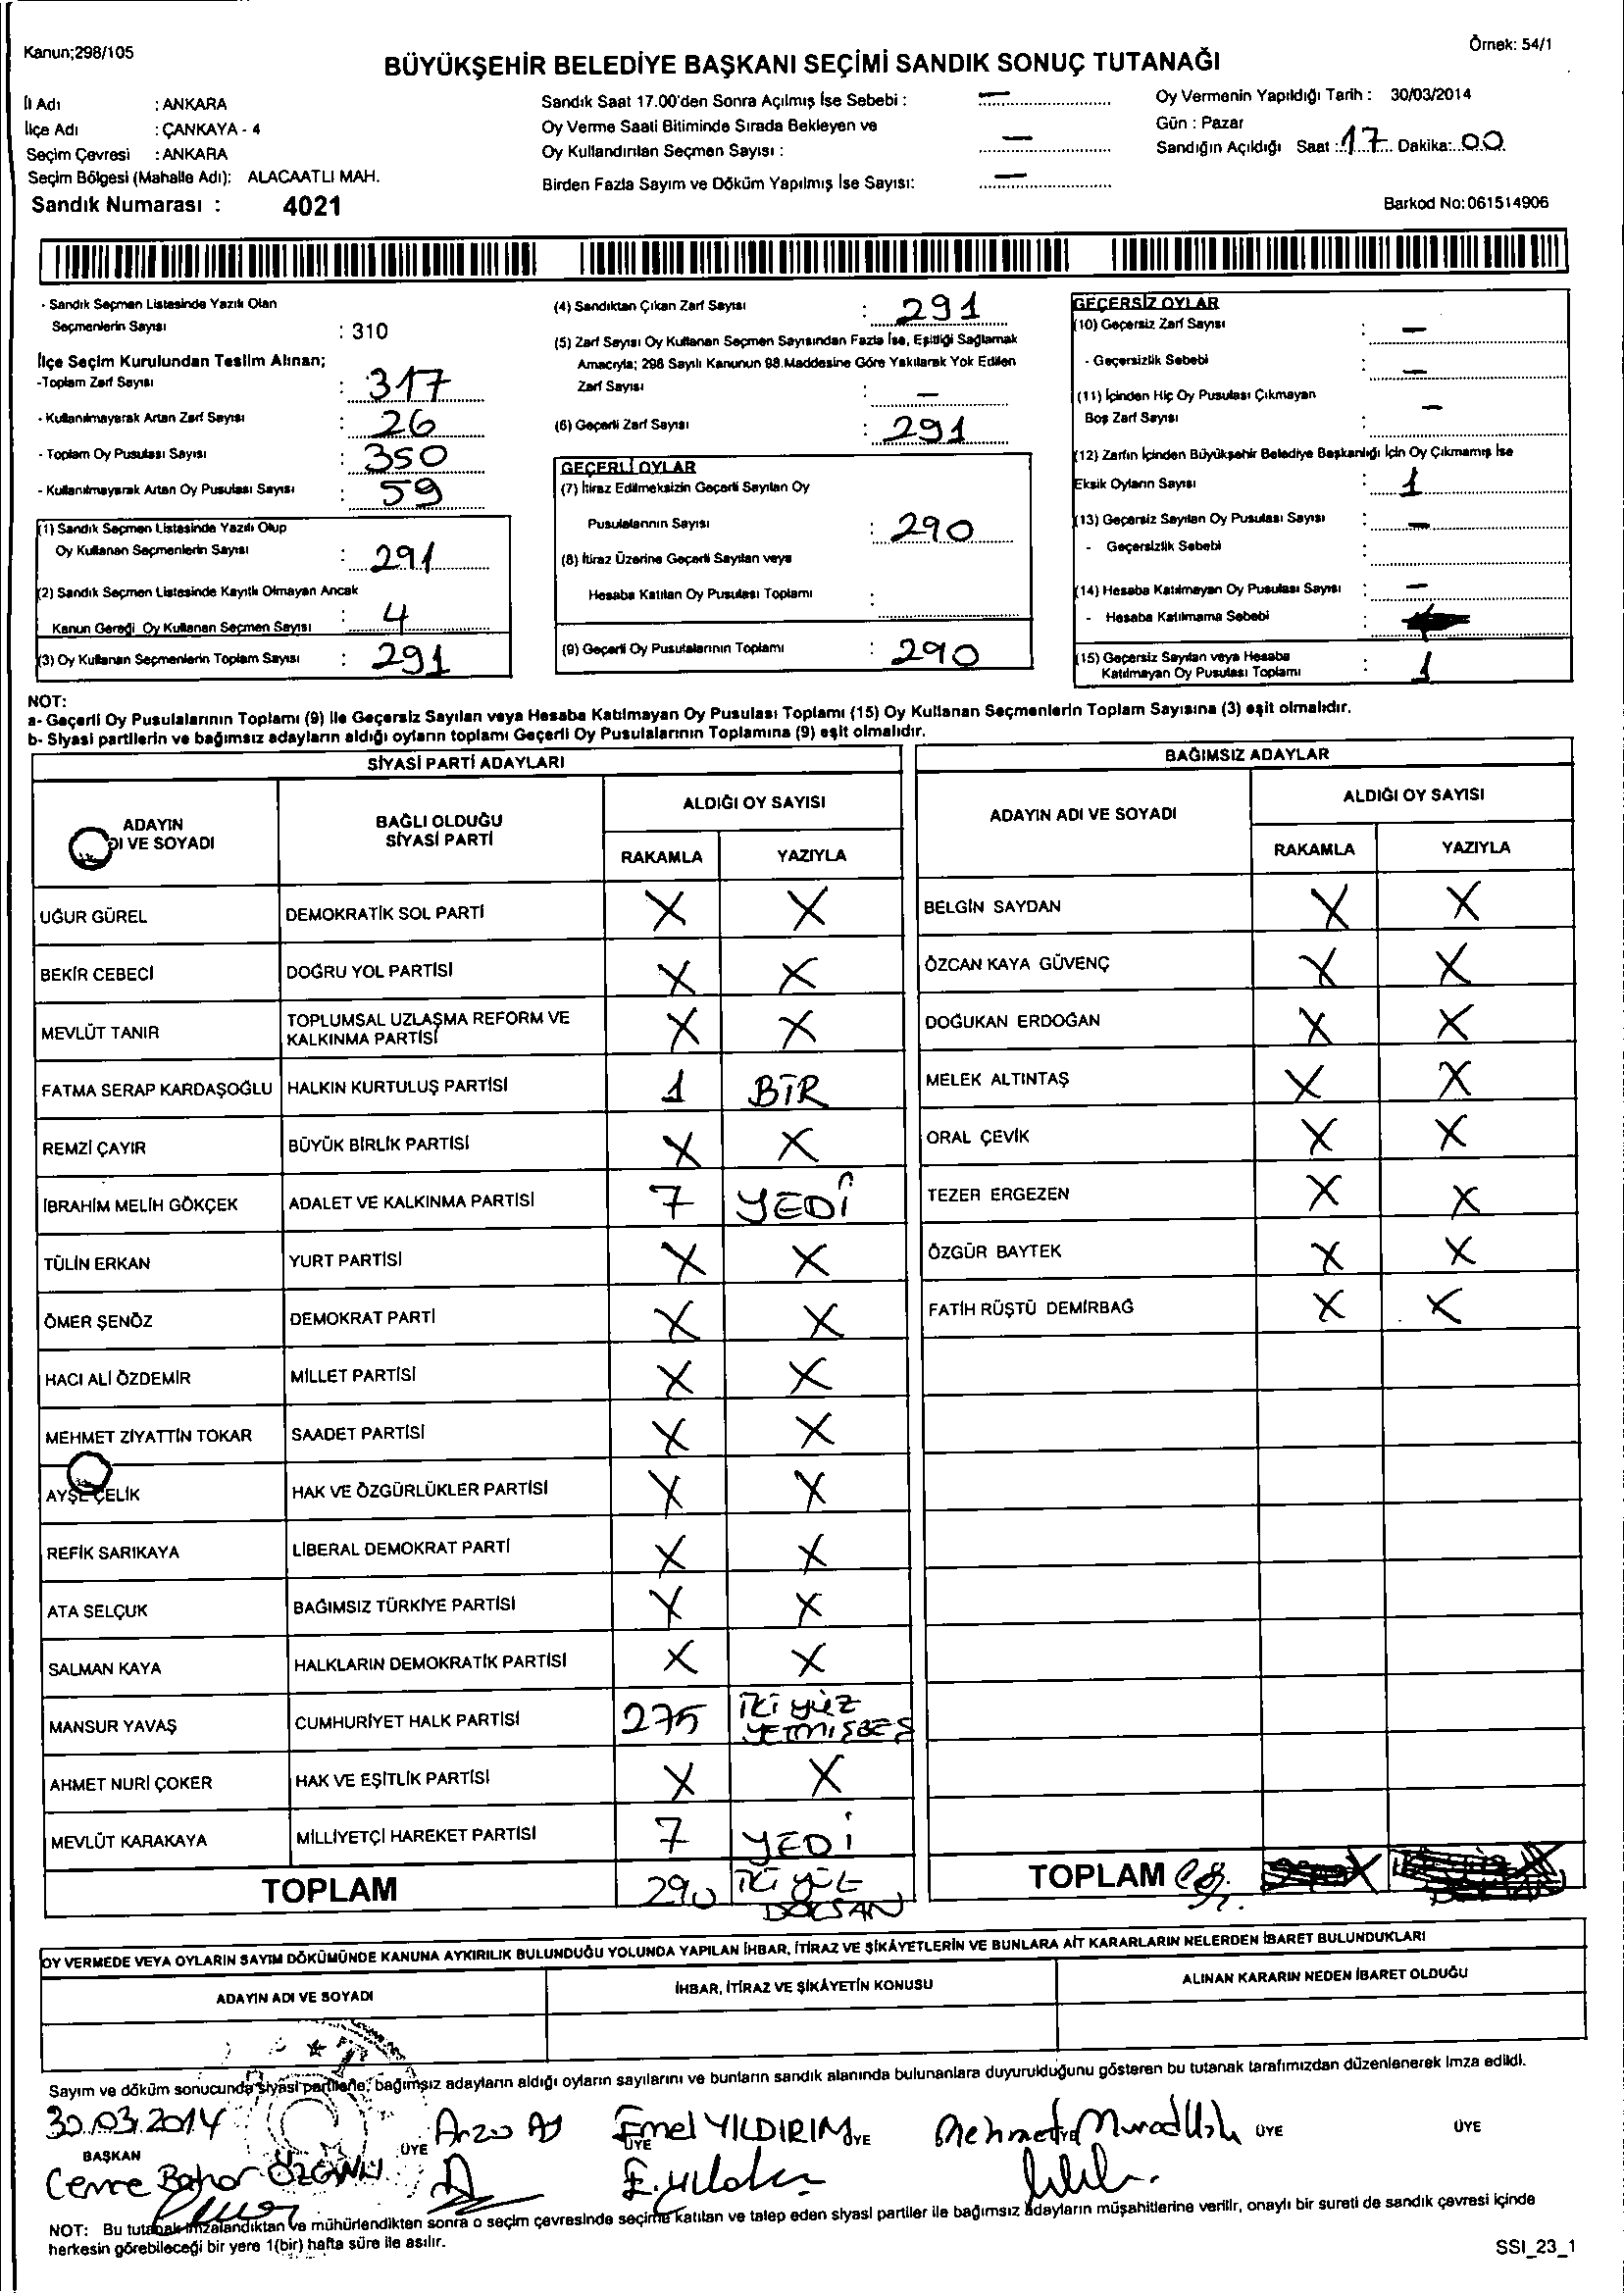 Kanun;298/105
Örnek: 54/1
BÜYÜKŞEHİR BELEDİYE BAŞKANI SEÇİMİ SANDIK SONUÇ TUTANAĞI
İl Adı : ANKARA
İlçe Adı : ÇANKAYA - 4
Seçim Çevresi : ANKARA
Seçim Bölgesi (Mahalle Adı): ALACAATLI MAH.
Sandık Numarası : 4021
Sandık Saat 17.00'den Sonra Açılmış İse Sebebi : —
Oy Verme Saati Bitiminde Sırada Bekleyen ve
Oy Kullandırılan Seçmen Sayısı : —
Birden Fazla Sayım ve Döküm Yapılmış İse Sayısı: —
Oy Vermenin Yapıldığı Tarih : 30/03/2014
Gün : Pazar
Sandığın Açıldığı Saat : 17 Dakika: 00
Barkod No:061514906
- Sandık Seçmen Listesinde Yazılı Olan
Seçmenlerin Sayısı : 310
İlçe Seçim Kurulundan Teslim Alınan;
-Toplam Zarf Sayısı : 317
- Kullanılmayarak Artan Zarf Sayısı : 26
- Toplam Oy Pusulası Sayısı : 350
- Kullanılmayarak Artan Oy Pusulası Sayısı : 59
(1) Sandık Seçmen Listesinde Yazılı Olup
Oy Kullanan Seçmenlerin Sayısı : 291
(2) Sandık Seçmen Listesinde Kayıtlı Olmayan Ancak
Kanun Gereği Oy Kullanan Seçmen Sayısı : 4
(3) Oy Kullanan Seçmenlerin Toplam Sayısı : 291
(4) Sandıktan Çıkan Zarf Sayısı : 291
(5) Zarf Sayısı Oy Kullanan Seçmen Sayısından Fazla İse, Eşitliği Sağlamak
Amacıyla; 298 Sayılı Kanunun 98.Maddesine Göre Yakılarak Yok Edilen
Zarf Sayısı : —
(6) Geçerli Zarf Sayısı : 291
GEÇERLİ OYLAR
(7) İtiraz Edilmeksizin Geçerli Sayılan Oy
Pusulalarının Sayısı : 290
(8) İtiraz Üzerine Geçerli Sayılan veya
Hesaba Katılan Oy Pusulası Toplamı :
(9) Geçerli Oy Pusulalarının Toplamı : 290
GEÇERSİZ OYLAR
(10) Geçersiz Zarf Sayısı : —
- Geçersizlik Sebebi : —
(11) İçinden Hiç Oy Pusulası Çıkmayan
Boş Zarf Sayısı : —
(12) Zarfın İçinden Büyükşehir Belediye Başkanlığı İçin Oy Çıkmamış İse
Eksik Oyların Sayısı : 1
(13) Geçersiz Sayılan Oy Pusulası Sayısı : —
- Geçersizlik Sebebi :
(14) Hesaba Katılmayan Oy Pusulası Sayısı : —
- Hesaba Katılmama Sebebi :
(15) Geçersiz Sayılan veya Hesaba
Katılmayan Oy Pusulası Toplamı : 1
NOT:
a- Geçerli Oy Pusulalarının Toplamı (9) ile Geçersiz Sayılan veya Hesaba Katılmayan Oy Pusulası Toplamı (15) Oy Kullanan Seçmenlerin Toplam Sayısına (3) eşit olmalıdır.
b- Siyasi partilerin ve bağımsız adayların aldığı oyların toplamı Geçerli Oy Pusulalarının Toplamına (9) eşit olmalıdır.
SİYASİ PARTİ ADAYLARI
ADAYIN
DI VE SOYADI
BAĞLI OLDUĞU
SİYASİ PARTİ
ALDIĞI OY SAYISI
RAKAMLA YAZIYLA
UĞUR GÜREL DEMOKRATİK SOL PARTİ X X
BEKİR CEBECİ DOĞRU YOL PARTİSİ X X
MEVLÜT TANIR TOPLUMSAL UZLAŞMA REFORM VE
KALKINMA PARTİSİ X X
FATMA SERAP KARDAŞOĞLU HALKIN KURTULUŞ PARTİSİ 1 BİR
REMZİ ÇAYIR BÜYÜK BİRLİK PARTİSİ X X
İBRAHİM MELİH GÖKÇEK ADALET VE KALKINMA PARTİSİ 7 YEDİ
TÜLİN ERKAN YURT PARTİSİ X X
ÖMER ŞENÖZ DEMOKRAT PARTİ X X
HACI ALİ ÖZDEMİR MİLLET PARTİSİ X X
MEHMET ZİYATTİN TOKAR SAADET PARTİSİ X X
AYŞE ÇELİK HAK VE ÖZGÜRLÜKLER PARTİSİ X X
REFİK SARIKAYA LİBERAL DEMOKRAT PARTİ X X
ATA SELÇUK BAĞIMSIZ TÜRKİYE PARTİSİ X X
SALMAN KAYA HALKLARIN DEMOKRATİK PARTİSİ X X
MANSUR YAVAŞ CUMHURİYET HALK PARTİSİ 275 İKİ YÜZ
YETMİŞBEŞ
AHMET NURİ ÇOKER HAK VE EŞİTLİK PARTİSİ X X
MEVLÜT KARAKAYA MİLLİYETÇİ HAREKET PARTİSİ 7 YEDİ
TOPLAM 290 İKİ YÜZ
DOKSAN
BAĞIMSIZ ADAYLAR
ADAYIN ADI VE SOYADI
ALDIĞI OY SAYISI
RAKAMLA YAZIYLA
BELGİN SAYDAN X X
ÖZCAN KAYA GÜVENÇ X X
DOĞUKAN ERDOĞAN X X
MELEK ALTINTAŞ X X
ORAL ÇEVİK X X
TEZER ERGEZEN X X
ÖZGÜR BAYTEK X X
FATİH RÜŞTÜ DEMİRBAĞ X X
TOPLAM
OY VERMEDE VEYA OYLARIN SAYIM DÖKÜMÜNDE KANUNA AYKIRILIK BULUNDUĞU YOLUNDA YAPILAN İHBAR, İTİRAZ VE ŞİKÂYETLERİN VE BUNLARA AİT KARARLARIN NELERDEN İBARET BULUNDUKLARI
ADAYIN ADI VE SOYADI İHBAR, İTİRAZ VE ŞİKÂYETİN KONUSU ALINAN KARARIN NEDEN İBARET OLDUĞU
Sayım ve döküm sonucunda siyasi partilerle, bağımsız adayların aldığı oyların sayılarını ve bunların sandık alanında bulunanlara duyurulduğunu gösteren bu tutanak tarafımızdan düzenlenerek imza edildi.
30.03.2014 Arzu Emel YILDIRIM Mehmet
BAŞKAN ÜYE ÜYE ÜYE ÜYE ÜYE ÜYE
Cemre
E. Yıldırım
NOT: Bu tutanak imzalandıktan ve mühürlendikten sonra o seçim çevresinde seçime katılan ve talep eden siyasi partiler ile bağımsız adayların müşahitlerine verilir, onaylı bir sureti de sandık çevresi içinde
herkesin görebileceği bir yere 1(bir) hafta süre ile asılır.
SSI_23_1